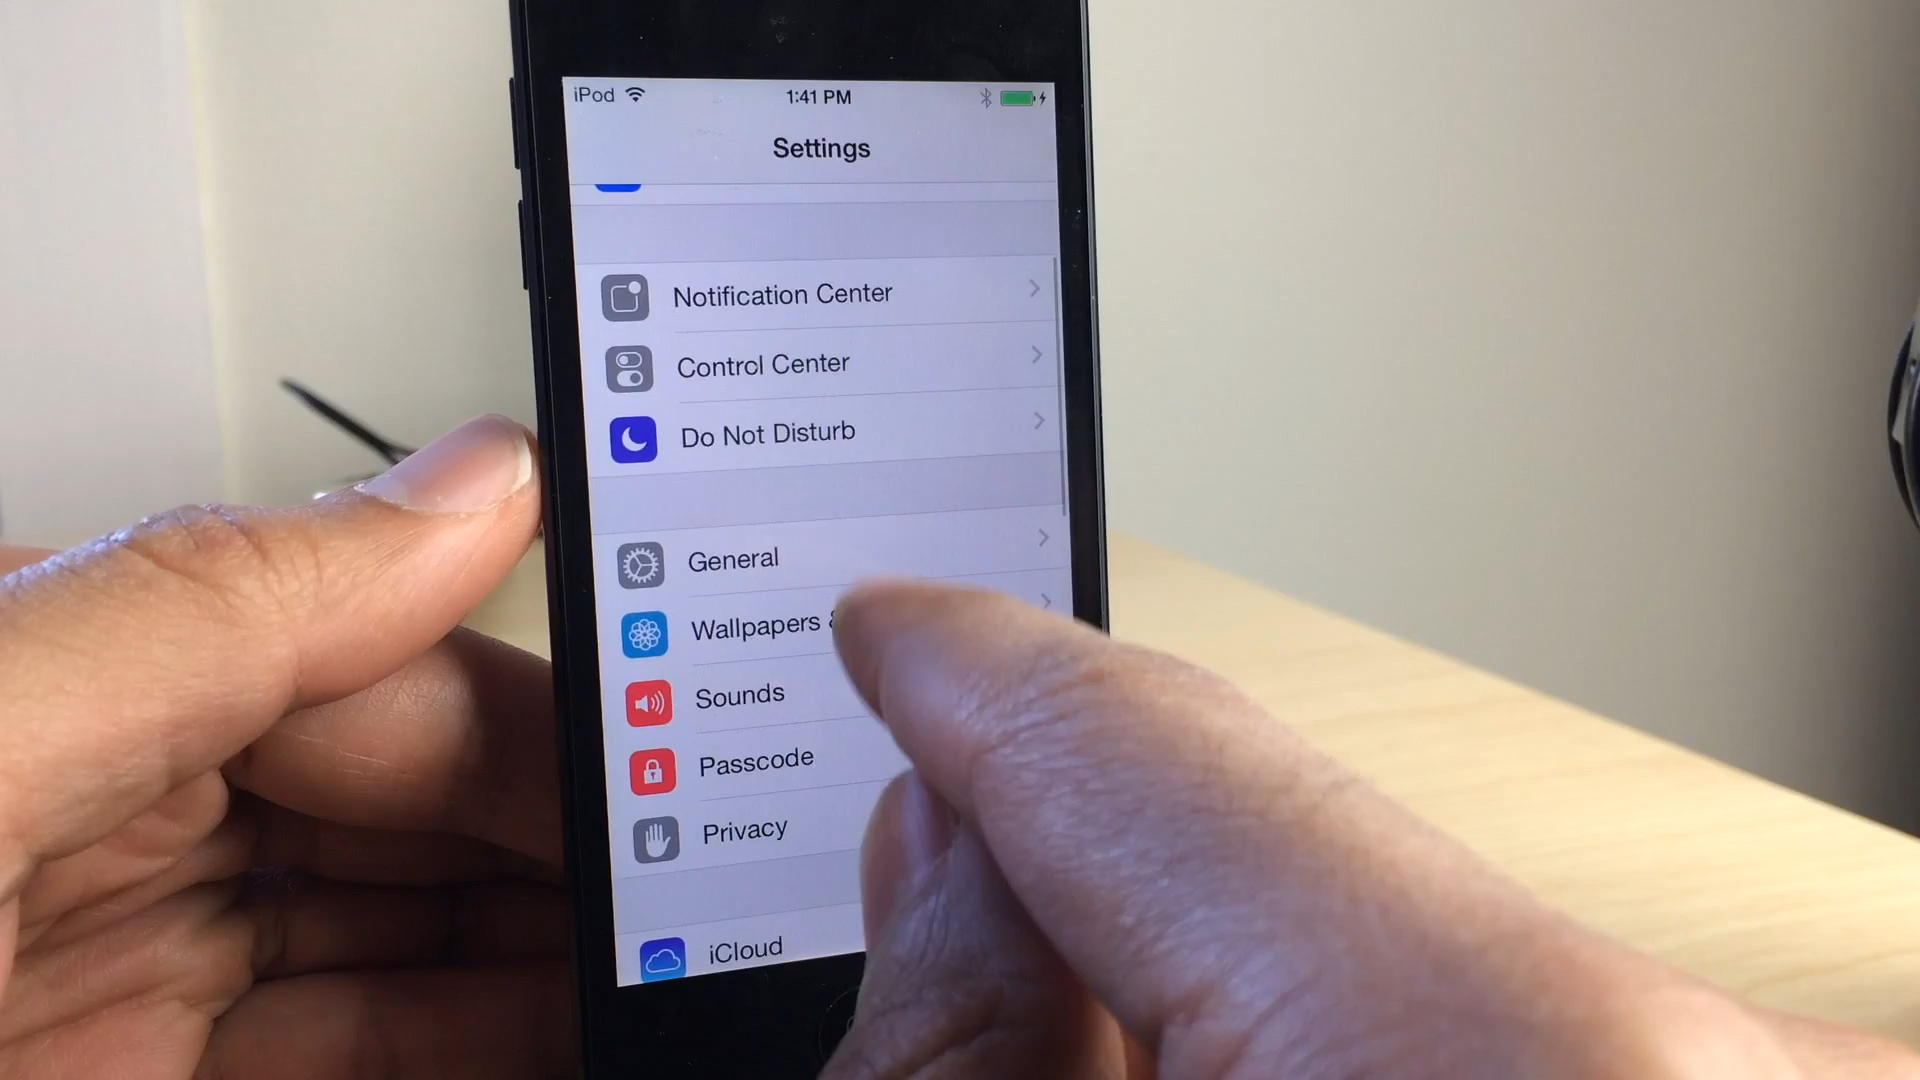 iPod 1:41 PM
Settings
Notification Center
Control Center
Do Not Disturb
General
Wallpapers
Sounds
Passcode
Privacy
iCloud